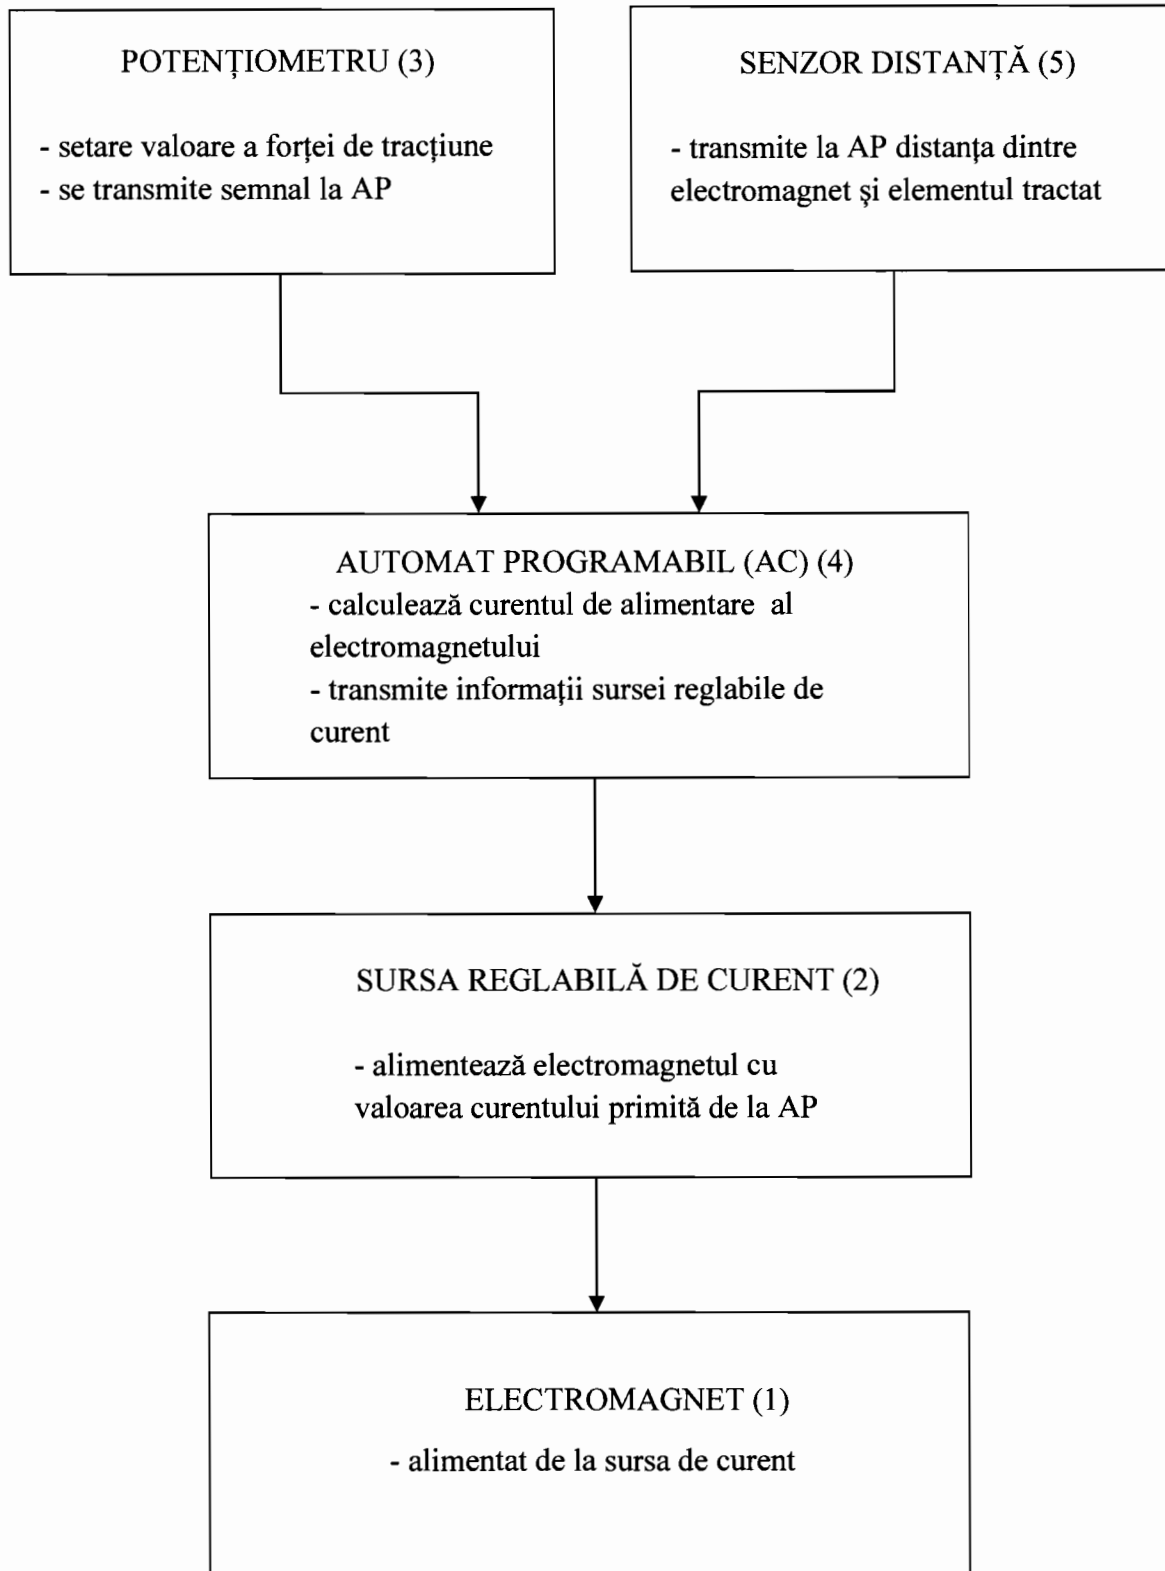 POTENȚIOMETRU (3)
- setare valoare a forței de tracțiune
- se transmite semnal la AP
SENZOR DISTANȚĂ (5)
- transmite la AP distanța dintre
electromagnet și elementul tractat
AUTOMAT PROGRAMABIL (AC) (4)
- calculează curentul de alimentare al
electromagnetului
- transmite informații sursei reglabile de
curent
SURSA REGLABILĂ DE CURENT (2)
- alimentează electromagnetul cu
valoarea curentului primită de la AP
ELECTROMAGNET (1)
- alimentat de la sursa de curent